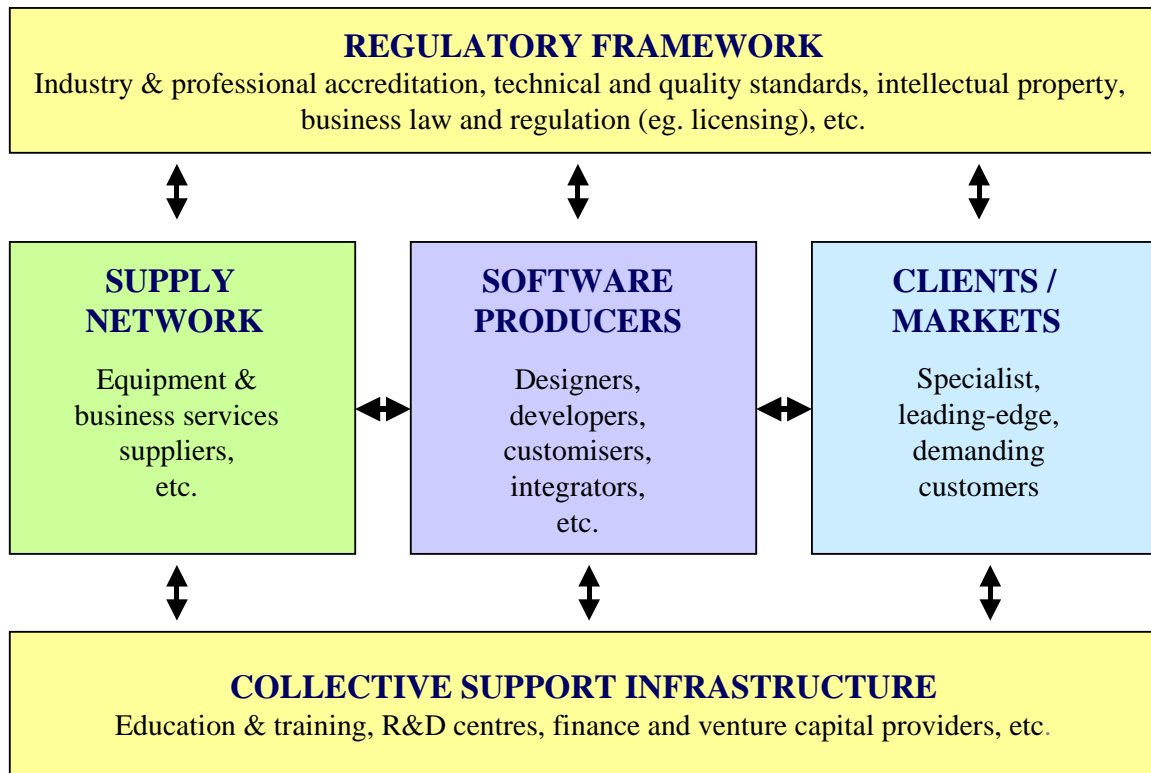 REGULATORY FRAMEWORK
Industry & professional accreditation, technical and quality standards, intellectual property,
business law and regulation (eg. licensing), etc.
SUPPLY
NETWORK
Equipment &
business services
suppliers,
etc.
SOFTWARE
PRODUCERS
Designers,
developers,
customisers,
integrators,
etc.
CLIENTS /
MARKETS
Specialist,
leading-edge,
demanding
customers
COLLECTIVE SUPPORT INFRASTRUCTURE
Education & training, R&D centres, finance and venture capital providers, etc.